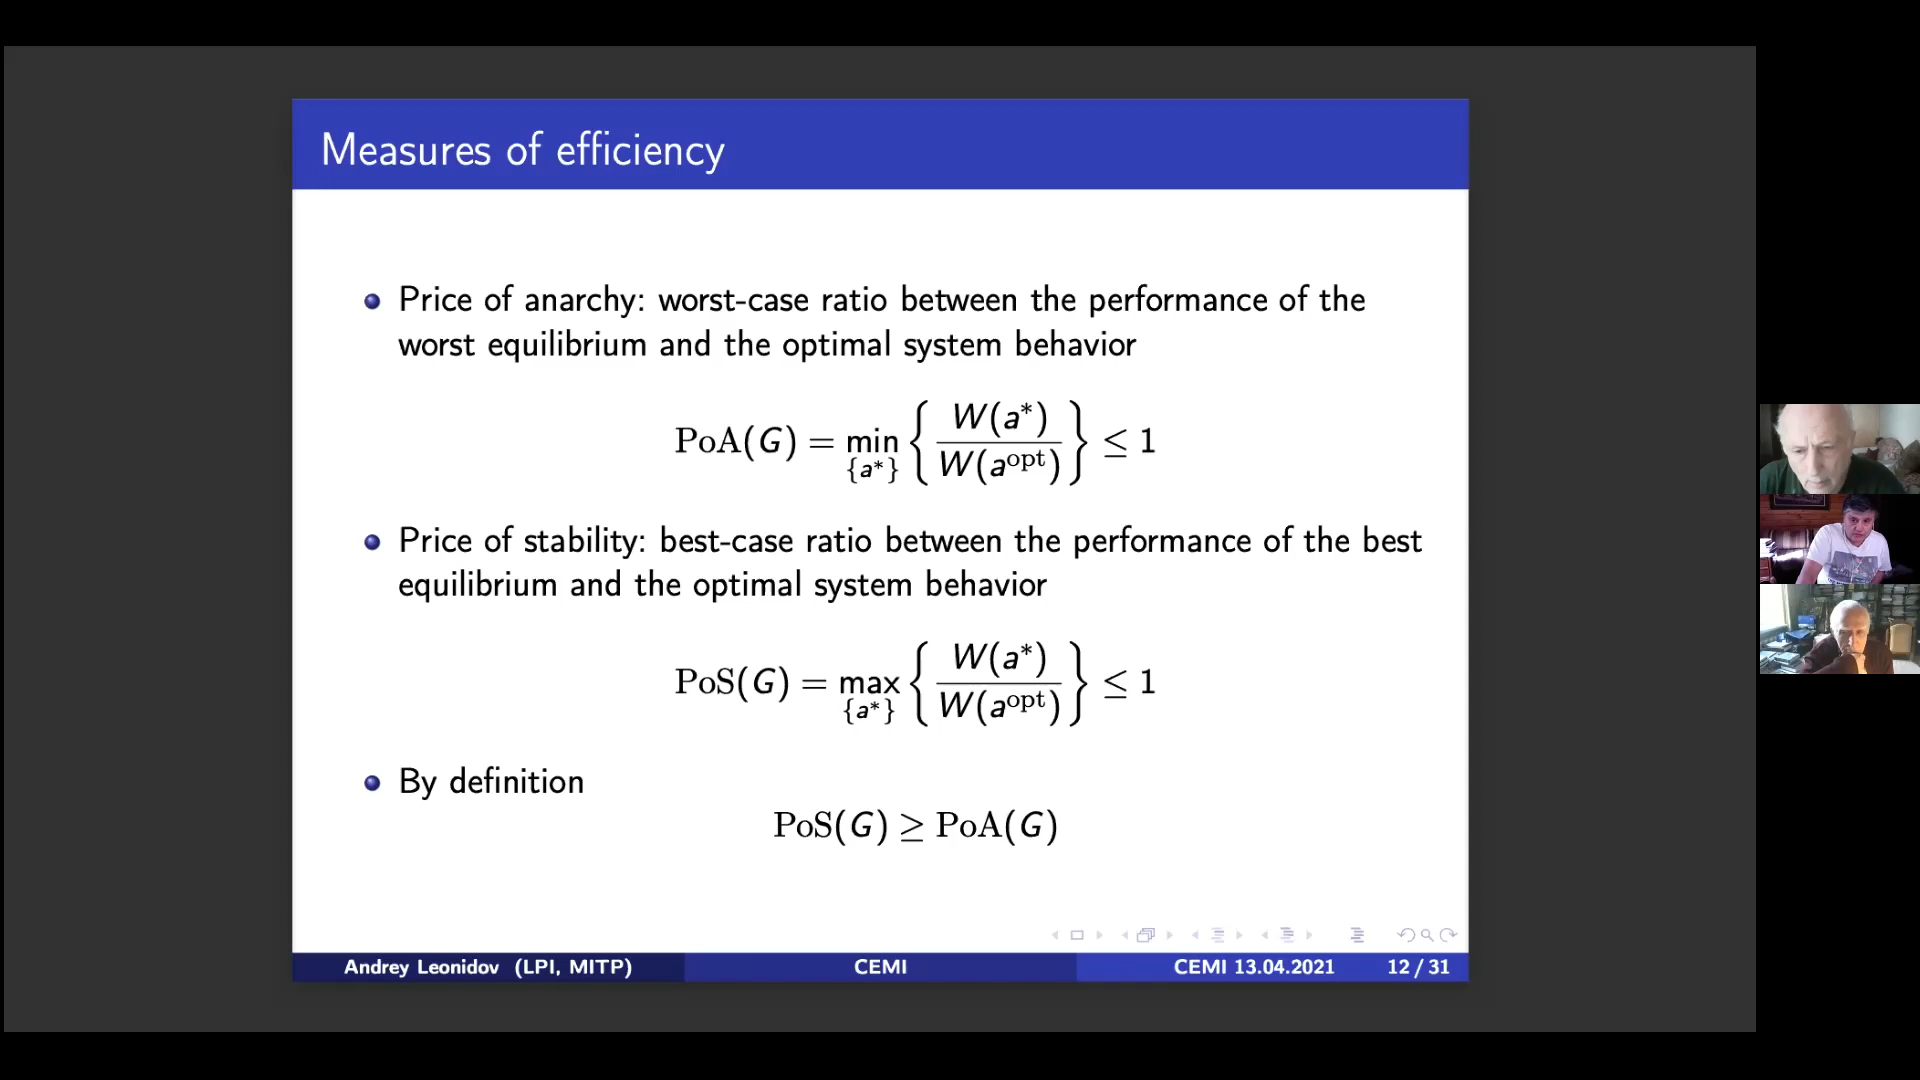 Measures of efficiency
Price of anarchy: worst-case ratio between the performance of the
worst equilibrium and the optimal system behavior
PoA(G) = min_{a*} { W(a*) / W(a^opt) } ≤ 1
Price of stability: best-case ratio between the performance of the best
equilibrium and the optimal system behavior
PoS(G) = max_{a*} { W(a*) / W(a^opt) } ≤ 1
By definition
PoS(G) ≥ PoA(G)
Andrey Leonidov (LPI, MITP) CEMI CEMI 13.04.2021 12 / 31